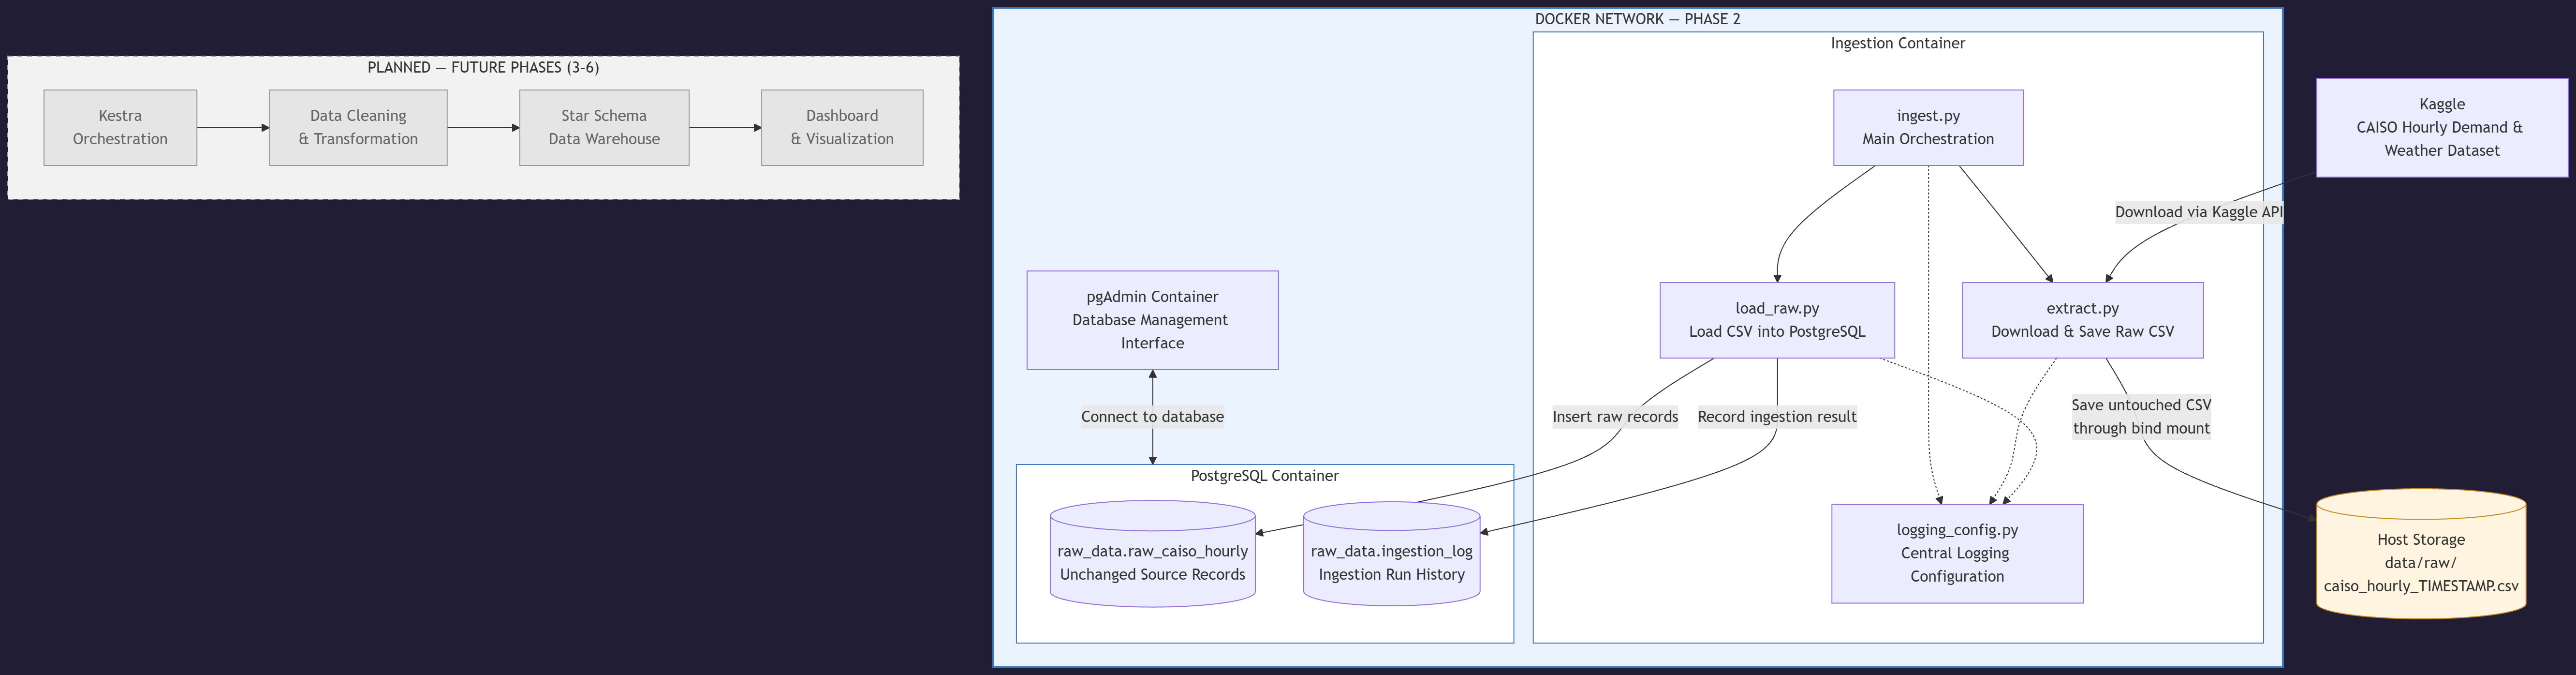 PLANNED — FUTURE PHASES (3-6)
Kestra
Orchestration
Data Cleaning
& Transformation
Star Schema
Data Warehouse
Dashboard
& Visualization
DOCKER NETWORK — PHASE 2
Ingestion Container
ingest.py
Main Orchestration
Kaggle
CAISO Hourly Demand &
Weather Dataset
Download via Kaggle API
pgAdmin Container
Database Management
Interface
load_raw.py
Load CSV into PostgreSQL
extract.py
Download & Save Raw CSV
Connect to database
Insert raw records
Record ingestion result
Save untouched CSV
through bind mount
PostgreSQL Container
raw_data.raw_caiso_hourly
Unchanged Source Records
raw_data.ingestion_log
Ingestion Run History
logging_config.py
Central Logging
Configuration
Host Storage
data/raw/
caiso_hourly_TIMESTAMP.csv